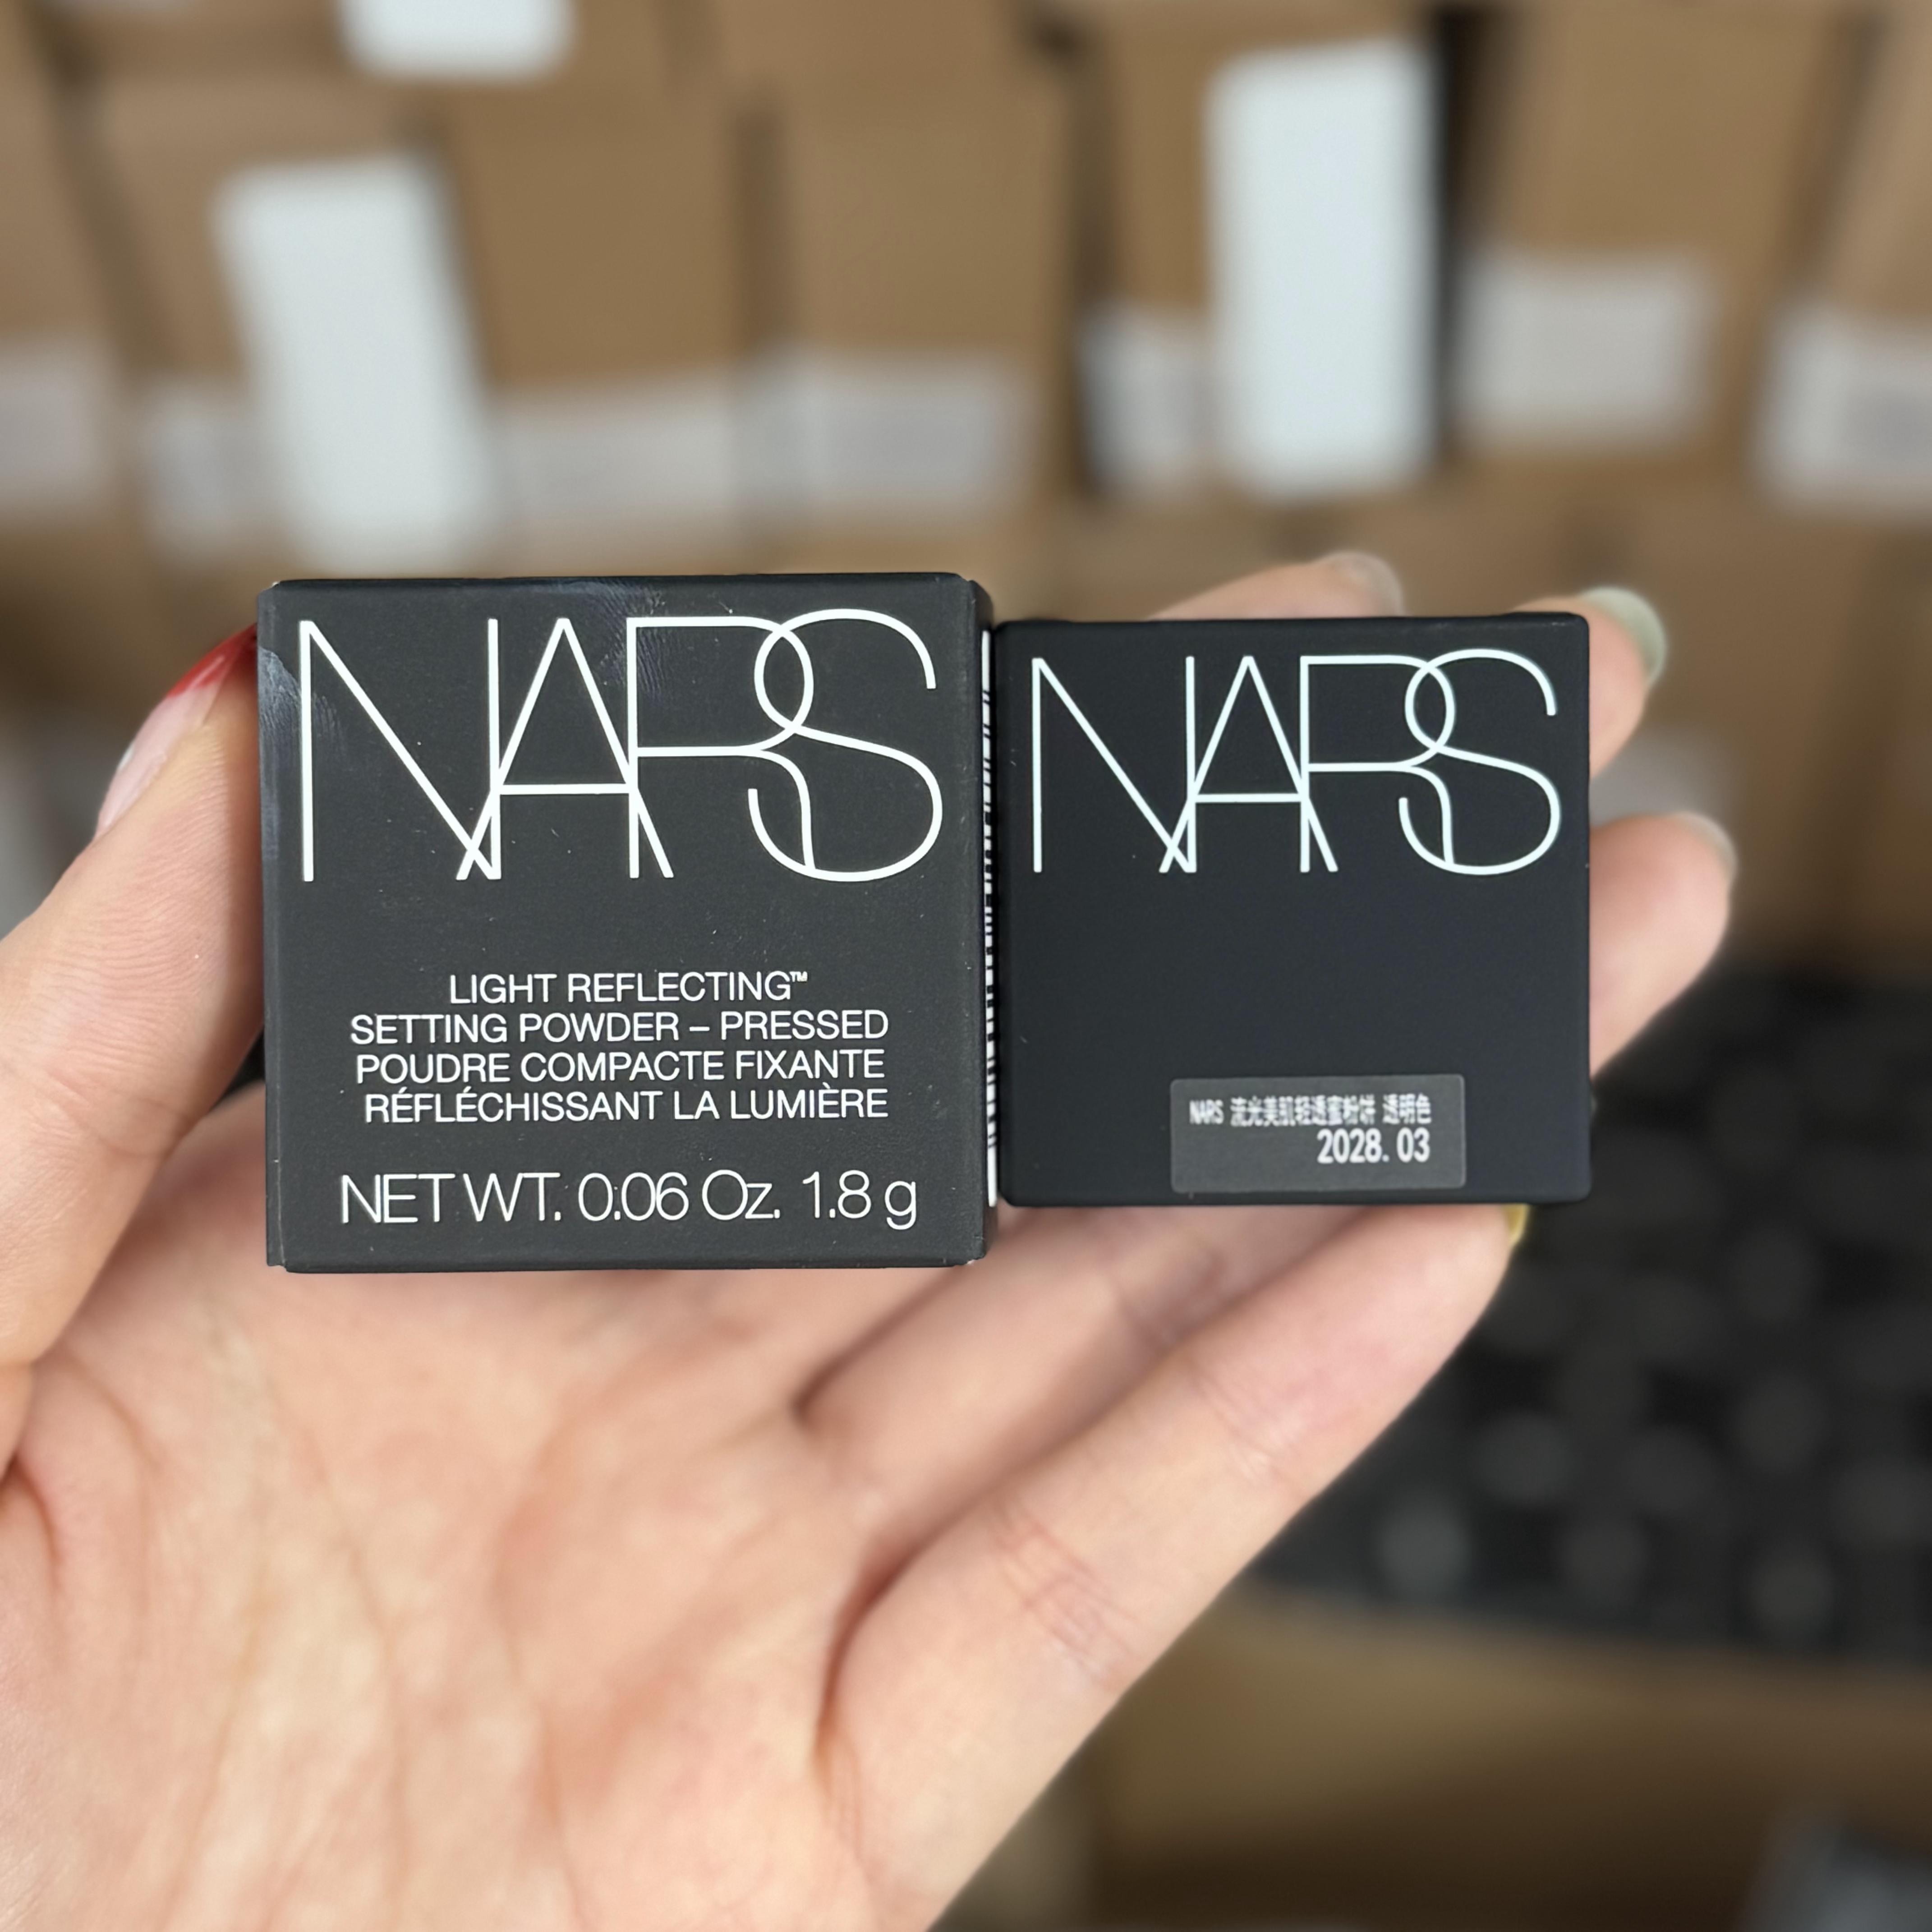 NARS
LIGHT REFLECTING™
SETTING POWDER – PRESSED
POUDRE COMPACTE FIXANTE
RÉFLÉCHISSANT LA LUMIÈRE
NET WT. 0.06 Oz. 1.8 g
NARS
NARS 流光美肌轻透蜜粉饼 透明色
2028. 03